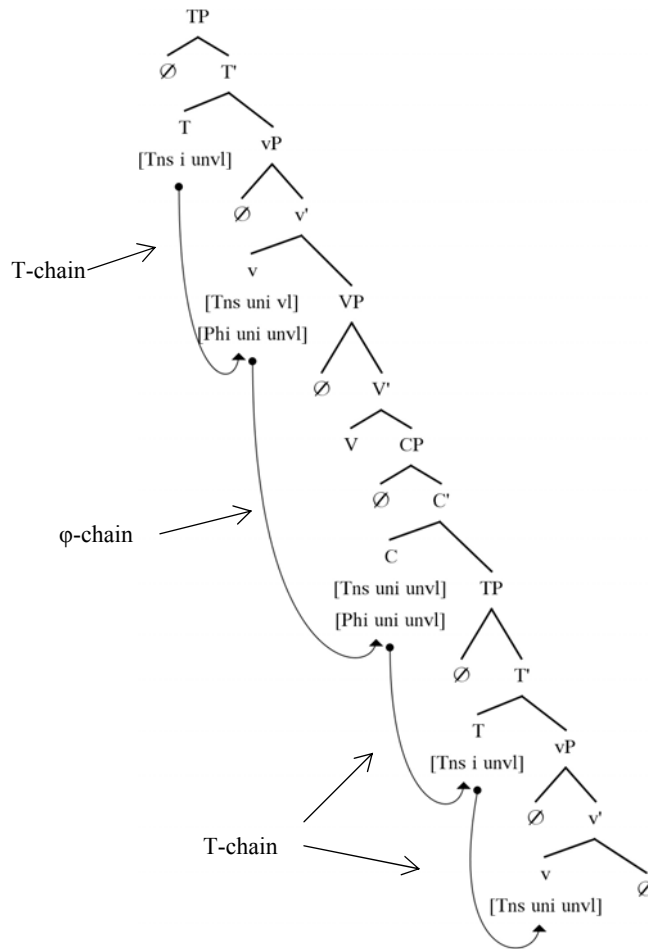 TP
∅ T'
T vP
[Tns i unvl]
∅ v'
T-chain
v VP
[Tns uni vl]
[Phi uni unvl]
∅ V'
V CP
∅ C'
φ-chain
C TP
[Tns uni unvl]
[Phi uni unvl]
∅ T'
T vP
[Tns i unvl]
∅ v'
T-chain
v ∅
[Tns uni unvl]